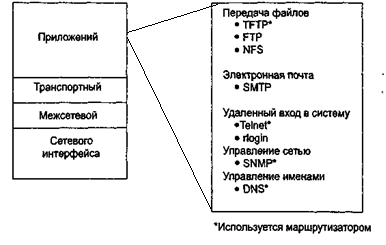 Приложений
Транспортный
Межсетевой
Сетевого
интерфейса
Передача файлов
• TFTP*
• FTP
• NFS
Электронная почта
• SMTP
Удаленный вход в систему
•Telnet*
• rlogin
Управление сетью
•SNMP*
Управление именами
•DNS*
*Используется маршрутизатором